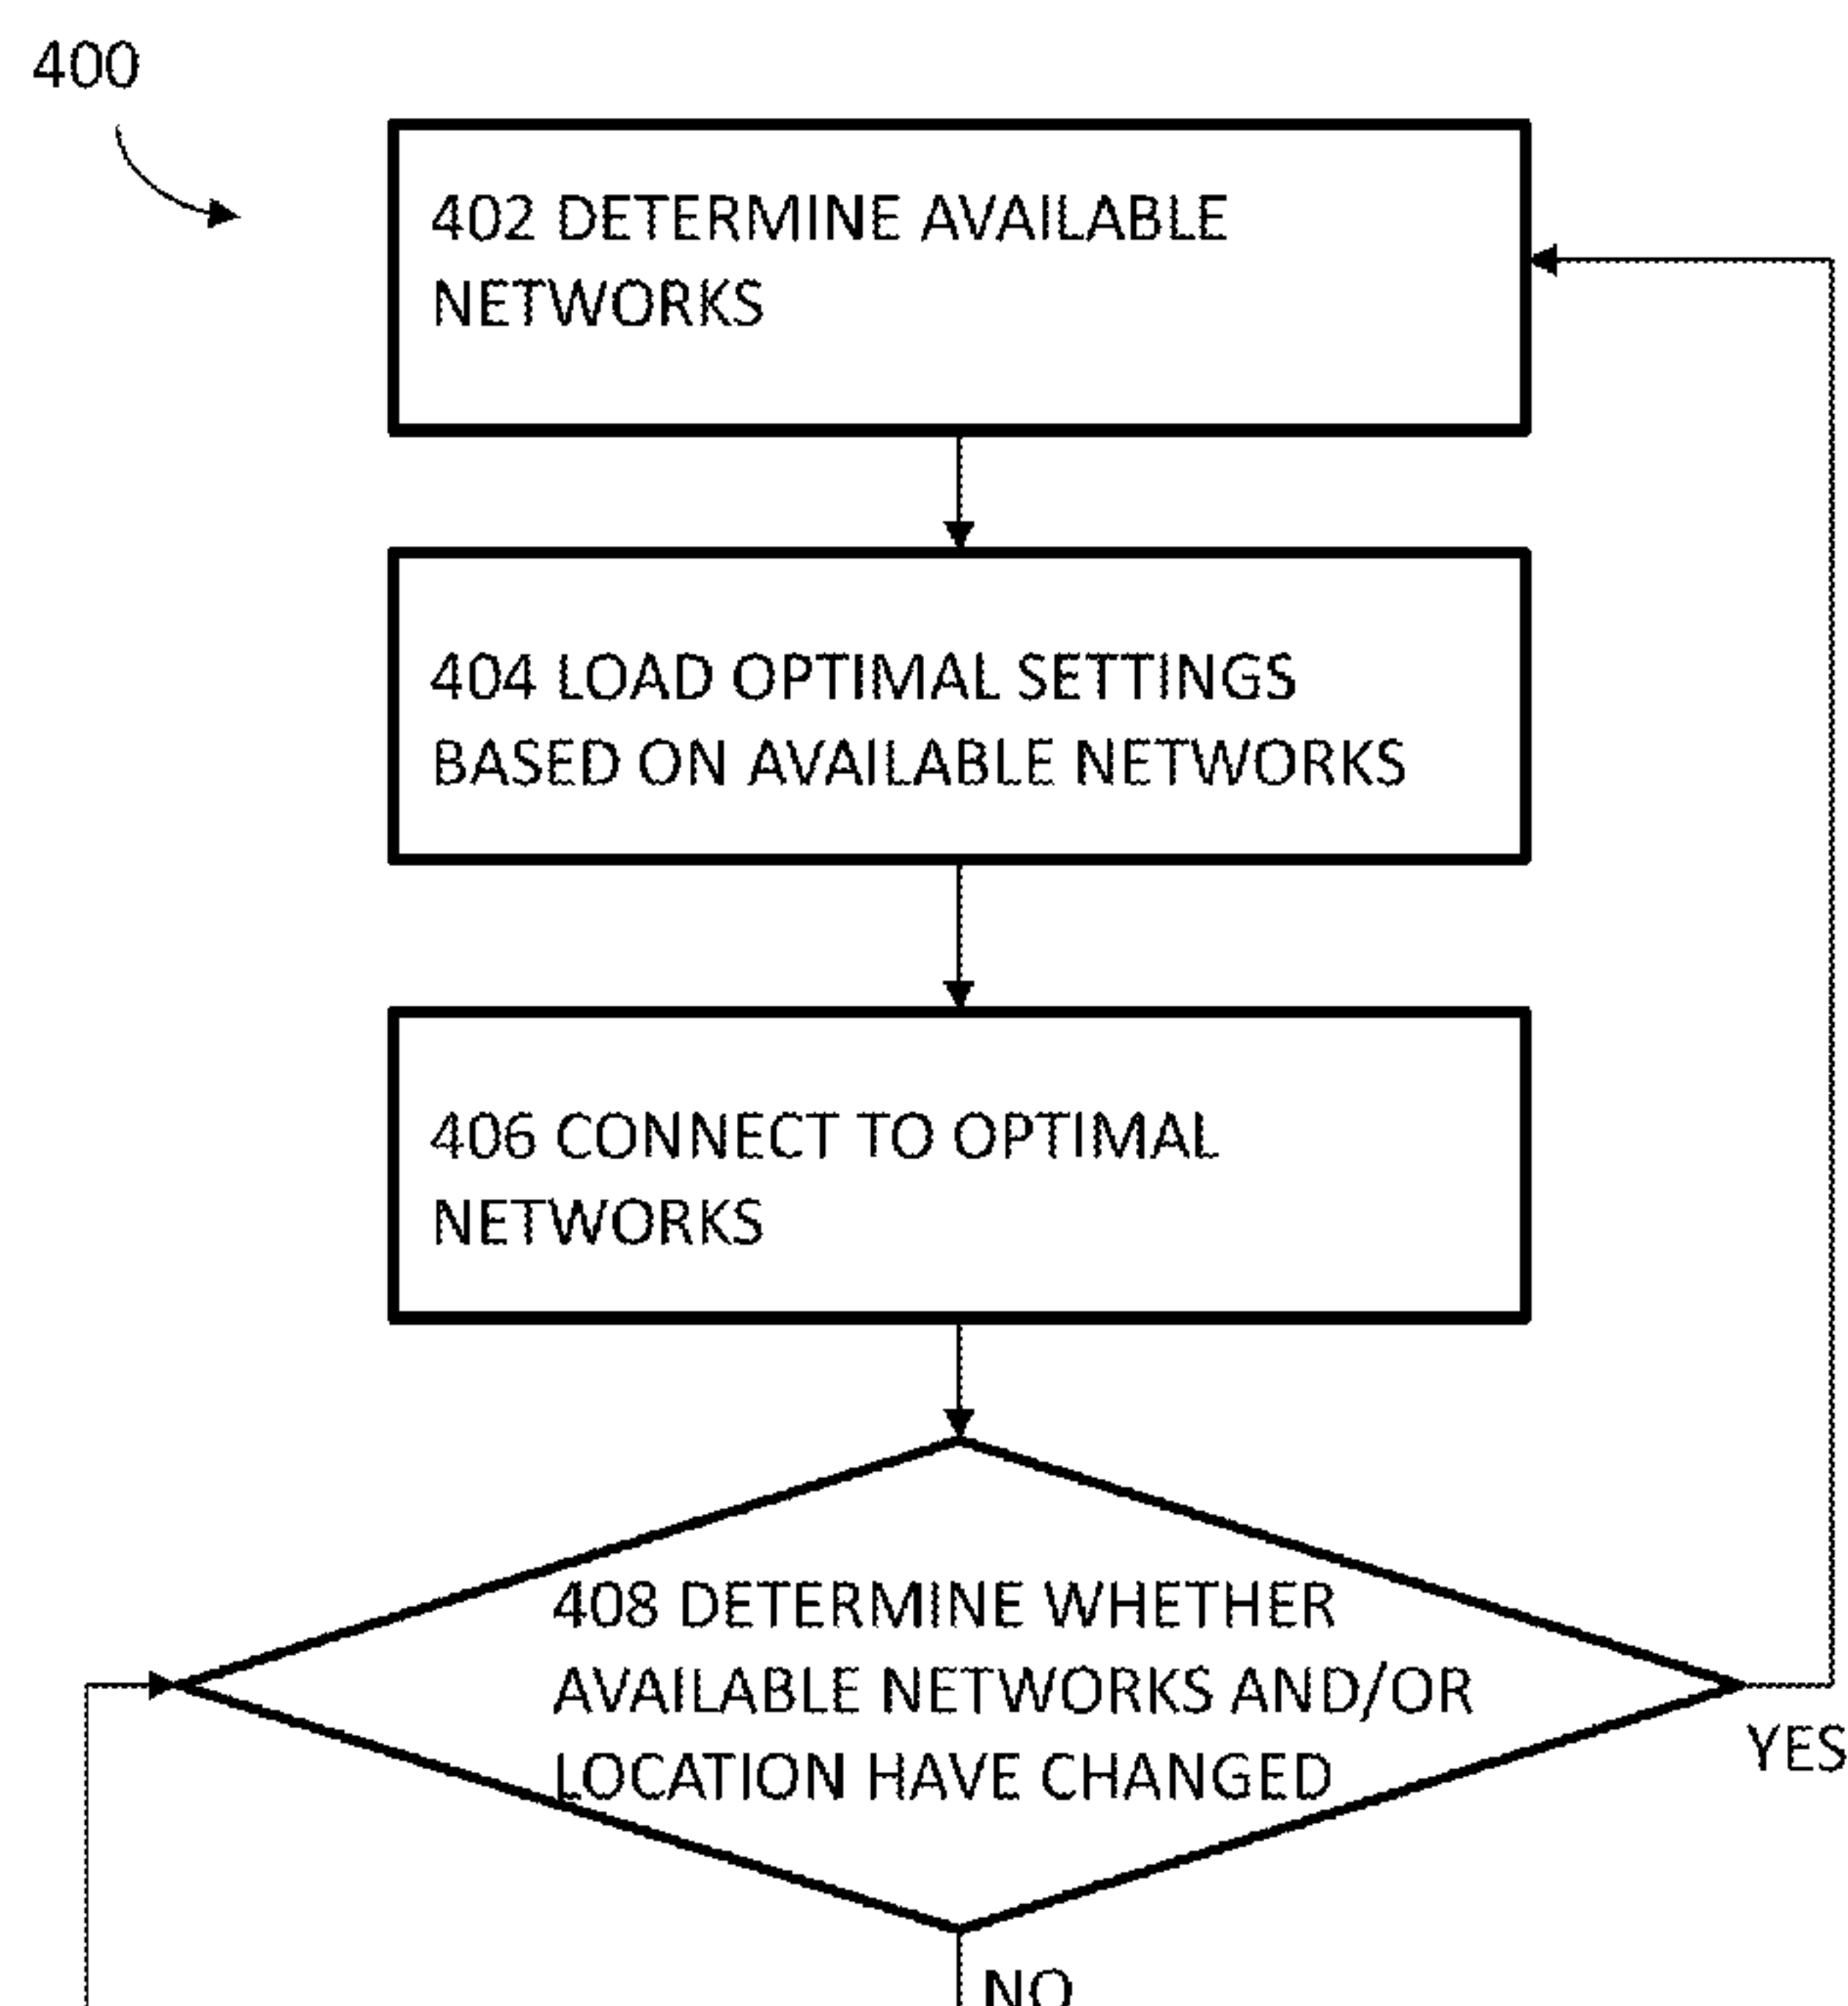 400
402 DETERMINE AVAILABLE
NETWORKS
404 LOAD OPTIMAL SETTINGS
BASED ON AVAILABLE NETWORKS
406 CONNECT TO OPTIMAL
NETWORKS
408 DETERMINE WHETHER
AVAILABLE NETWORKS AND/OR
LOCATION HAVE CHANGED
YES
NO